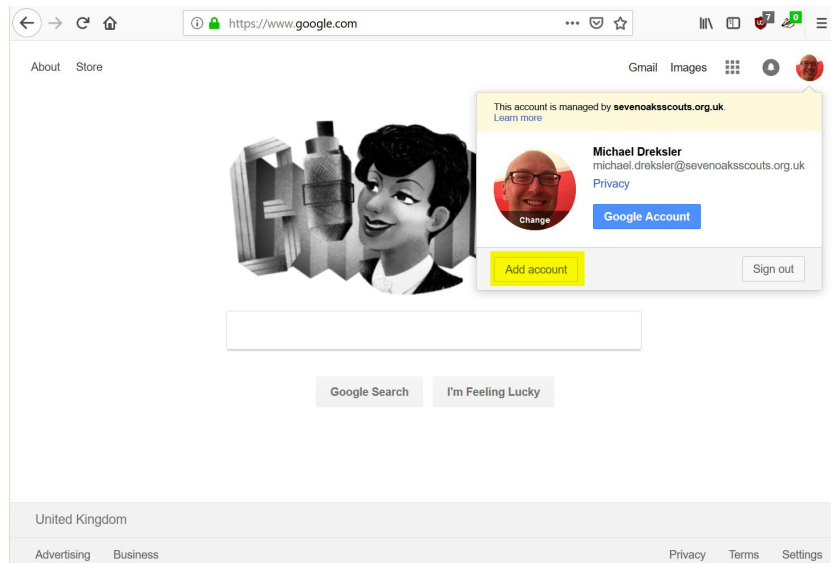 https://www.google.com
7
0
About Store
Gmail Images
This account is managed by sevenoaksscouts.org.uk.
Learn more
Michael Dreksler
michael.dreksler@sevenoaksscouts.org.uk
Privacy
Change
Google Account
Add account
Sign out
Google Search
I'm Feeling Lucky
United Kingdom
Advertising Business
Privacy Terms Settings